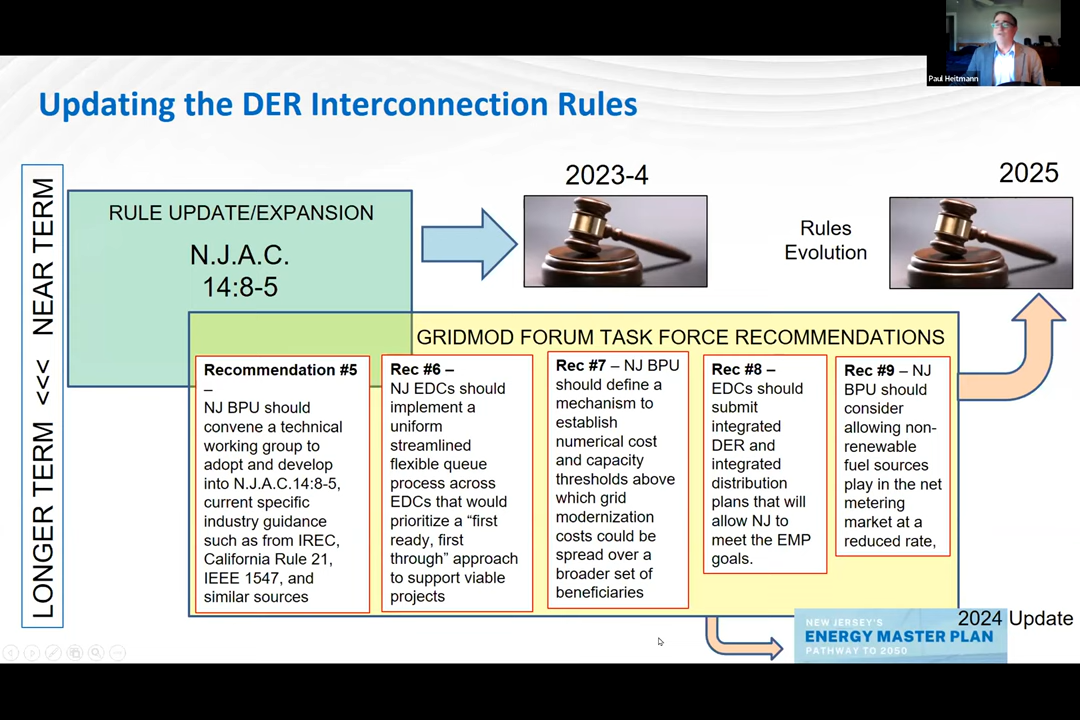 Paul Heitmann
Updating the DER Interconnection Rules
LONGER TERM <<< NEAR TERM
RULE UPDATE/EXPANSION
N.J.A.C.
14:8-5
2023-4
Rules
Evolution
2025
GRIDMOD FORUM TASK FORCE RECOMMENDATIONS
Recommendation #5
–
NJ BPU should
convene a technical
working group to
adopt and develop
into N.J.A.C.14:8-5,
current specific
industry guidance
such as from IREC,
California Rule 21,
IEEE 1547, and
similar sources
Rec #6 –
NJ EDCs should
implement a
uniform
streamlined
flexible queue
process across
EDCs that would
prioritize a “first
ready, first
through” approach
to support viable
projects
Rec #7 – NJ BPU
should define a
mechanism to
establish
numerical cost
and capacity
thresholds above
which grid
modernization
costs could be
spread over a
broader set of
beneficiaries
Rec #8 –
EDCs should
submit
integrated
DER and
integrated
distribution
plans that will
allow NJ to
meet the EMP
goals.
Rec #9 – NJ
BPU should
consider
allowing non-
renewable
fuel sources
play in the net
metering
market at a
reduced rate,
2024 Update
NEW JERSEY'S
ENERGY MASTER PLAN
PATHWAY TO 2050